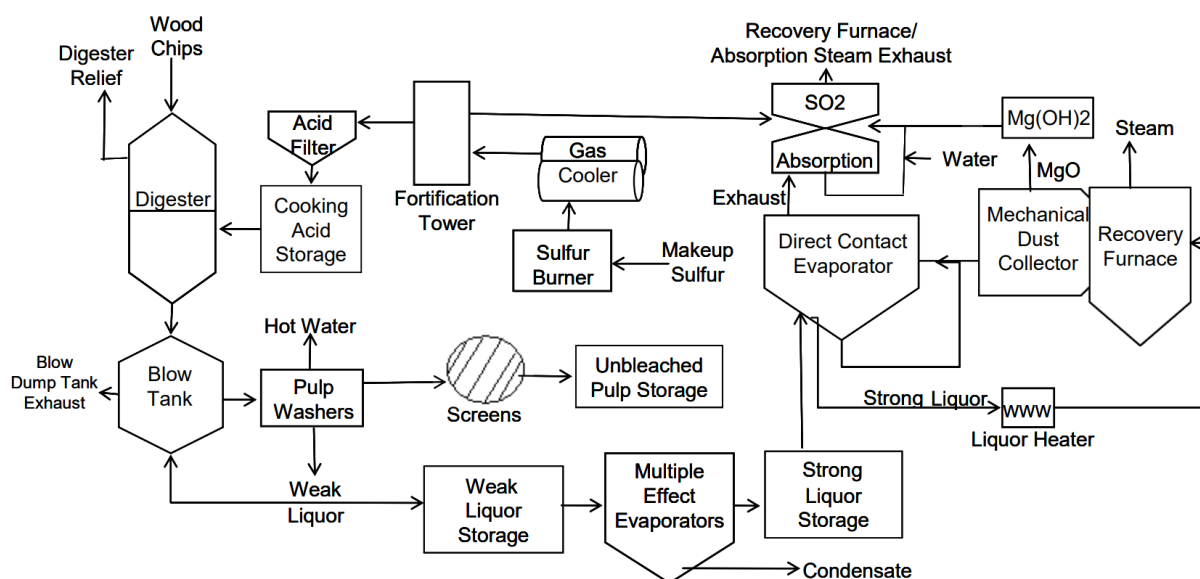 Wood
Chips
Digester
Relief
Recovery Furnace/
Absorption Steam Exhaust
SO2
Mg(OH)2
Steam
Acid
Filter
Gas
Cooler
Absorption
Water
MgO
Digester
Fortification
Tower
Exhaust
Cooking
Acid
Storage
Sulfur
Burner
Makeup
Sulfur
Direct Contact
Evaporator
Mechanical
Dust
Collector
Recovery
Furnace
Hot Water
Blow
Dump Tank
Exhaust
Blow
Tank
Pulp
Washers
Screens
Unbleached
Pulp Storage
Strong Liquor
WWW
Liquor Heater
Weak
Liquor
Weak
Liquor
Storage
Multiple
Effect
Evaporators
Strong
Liquor
Storage
Condensate